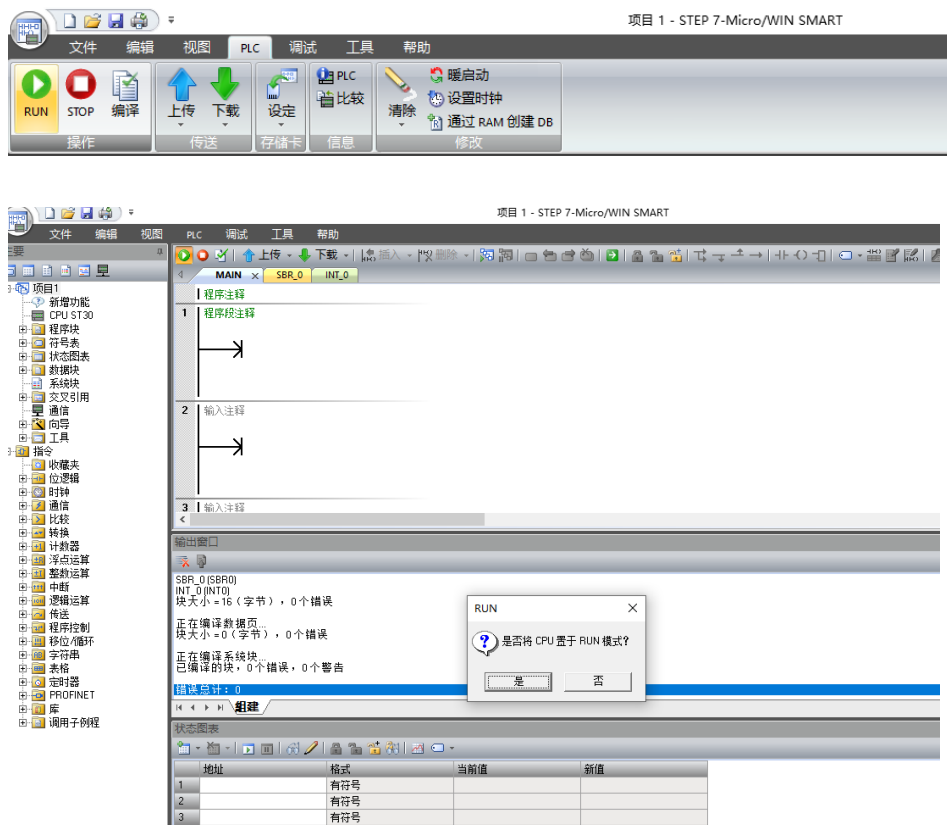 项目 1 - STEP 7-Micro/WIN SMART
文件 编辑 视图 PLC 调试 工具 帮助
RUN STOP 编译 上传 下载 设定 PLC 比较 清除 暖启动
设置时钟
通过 RAM 创建 DB
操作 传送 存储卡 信息 修改
项目 1 - STEP 7-Micro/WIN SMART
文件 编辑 视图 PLC 调试 工具 帮助
上传 下载 插入 删除
MAIN SBR_0 INT_0
项目1
新增功能
CPU ST30
程序块
符号表
状态图表
数据块
系统块
交叉引用
通信
向导
工具
指令
收藏夹
位逻辑
时钟
通信
比较
转换
计数器
浮点运算
整数运算
中断
逻辑运算
传送
程序控制
移位/循环
字符串
表格
定时器
PROFINET
库
调用子例程
程序注释
1 程序段注释
2 输入注释
3 输入注释
输出窗口
SBR_0 (SBR0)
INT_0 (INT0)
块大小 =16（字节），0个错误
正在编译数据页...
块大小 =0（字节），0个错误
正在编译系统块...
已编译的块，0个错误，0个警告
错误总计：0
组建
RUN
是否将 CPU 置于 RUN 模式?
是 否
状态图表
地址 格式 当前值 新值
1 有符号
2 有符号
3 有符号